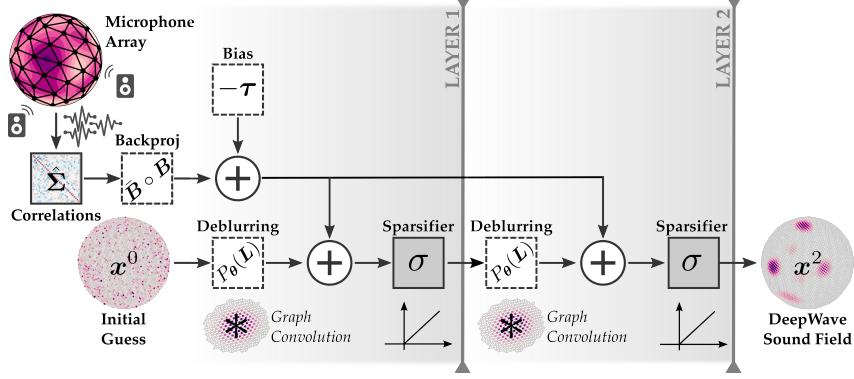 Microphone
Array
Bias
−τ
LAYER 1
LAYER 2
Backproj
Σ̂
B̄ ∘ B
+
Correlations
Deblurring
Sparsifier
Deblurring
Sparsifier
x⁰
Pθ(L)
+
σ
Pθ(L)
+
σ
x²
Initial
Guess
*
Graph
Convolution
*
Graph
Convolution
DeepWave
Sound Field